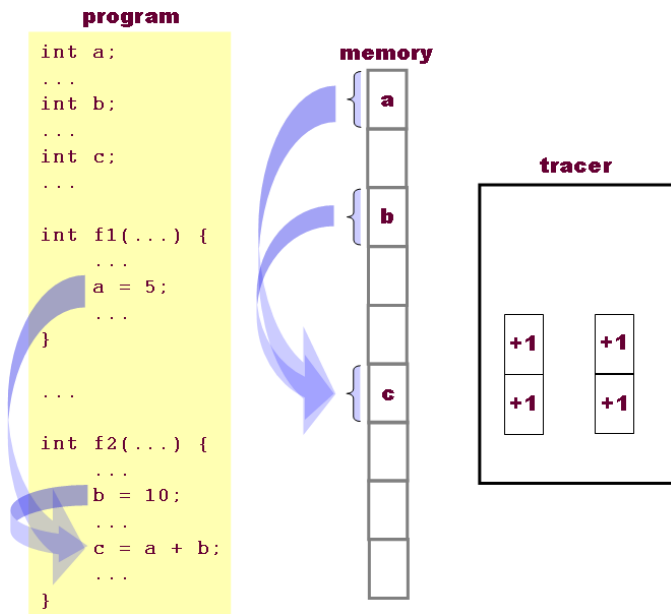 program
int a;
...
int b;
...
int c;
...
int f1(...) {
...
a = 5;
...
}
...
int f2(...) {
...
b = 10;
...
c = a + b;
...
}
memory
a
b
c
tracer
+1 +1
+1 +1